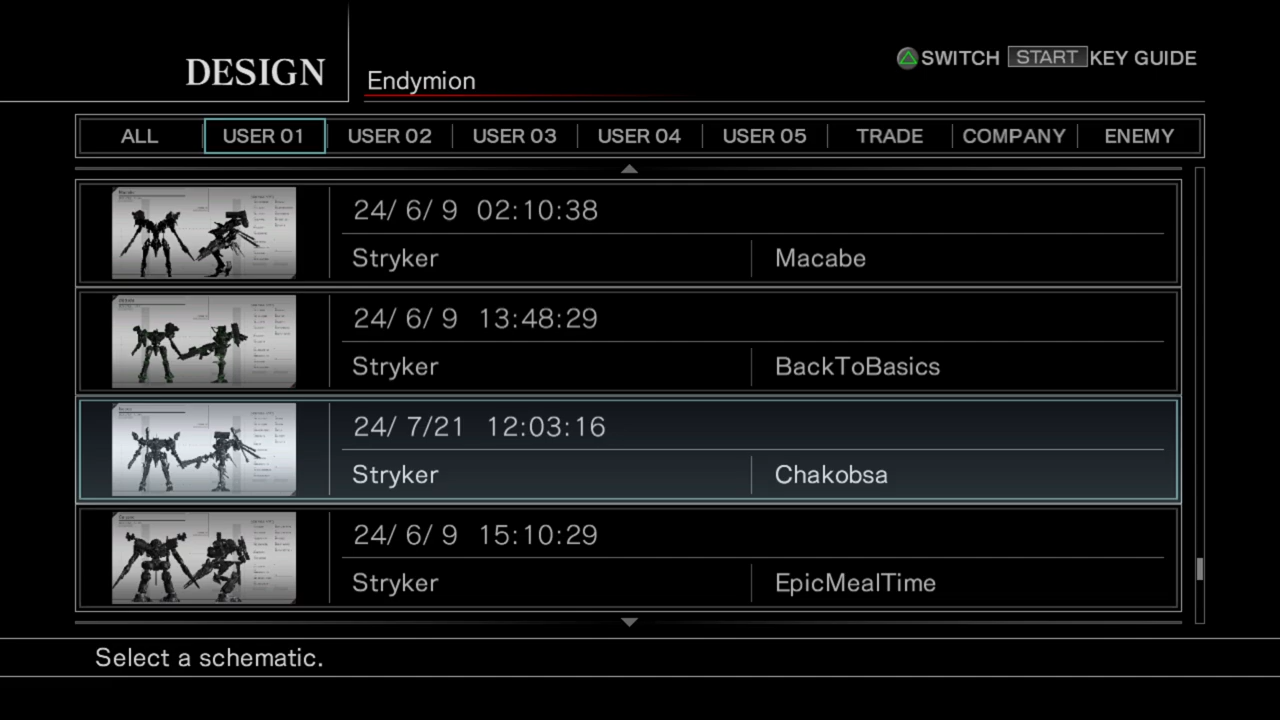 DESIGN
Endymion
SWITCH START KEY GUIDE
ALL USER 01 USER 02 USER 03 USER 04 USER 05 TRADE COMPANY ENEMY
24/ 6/ 9 02:10:38
Stryker Macabe
24/ 6/ 9 13:48:29
Stryker BackToBasics
24/ 7/21 12:03:16
Stryker Chakobsa
24/ 6/ 9 15:10:29
Stryker EpicMealTime
Select a schematic.